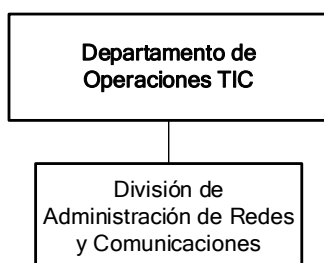 Departamento de
Operaciones TIC
División de
Administración de Redes
y Comunicaciones